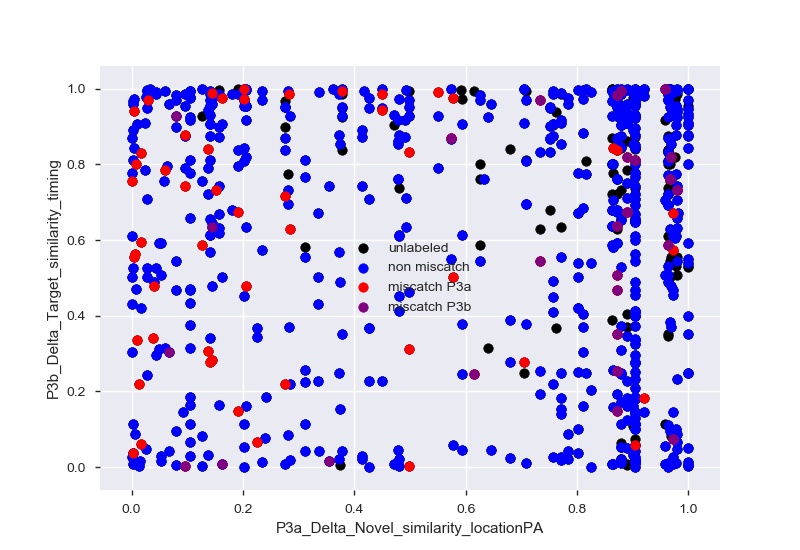 1.0
0.8
0.6
0.4
0.2
0.0
P3b_Delta_Target_similarity_timing
unlabeled
non miscatch
miscatch P3a
miscatch P3b
0.0 0.2 0.4 0.6 0.8 1.0
P3a_Delta_Novel_similarity_locationPA